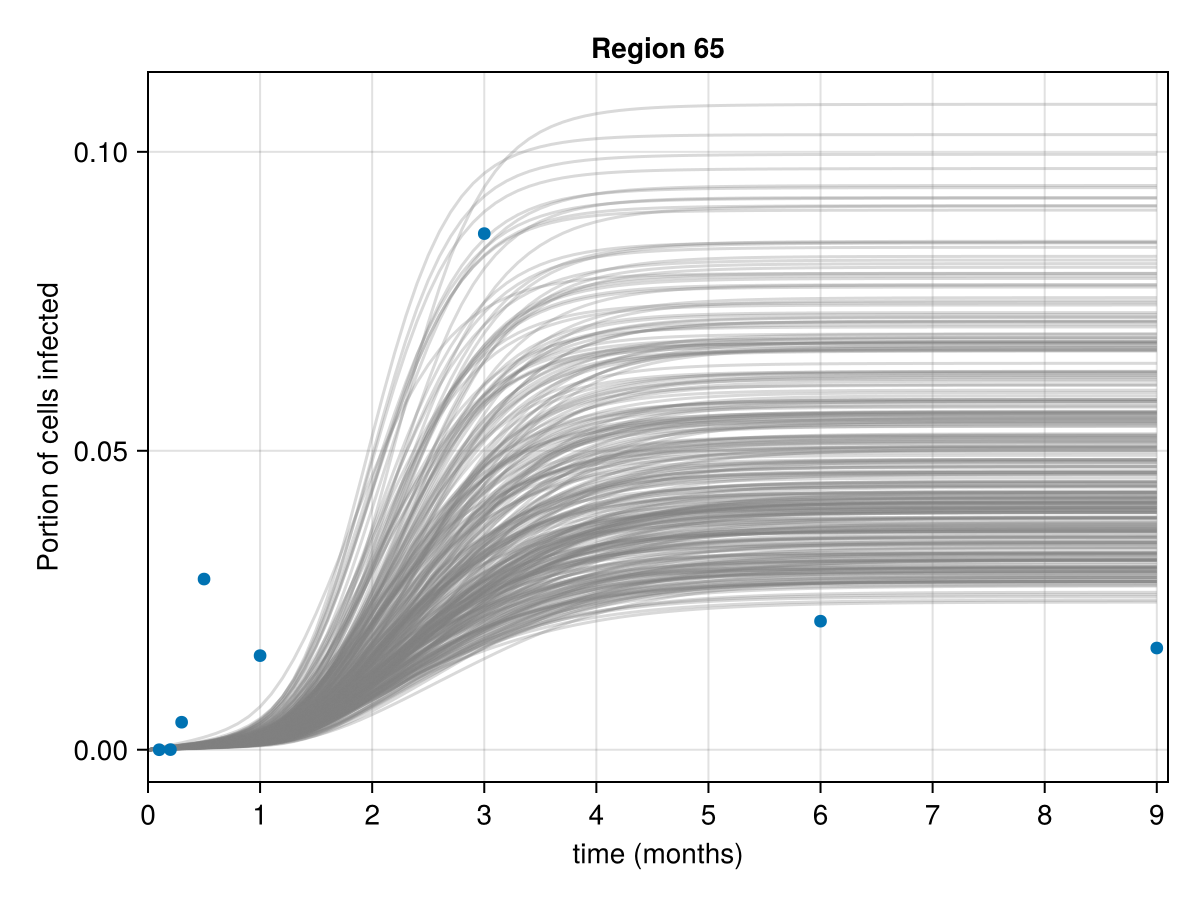 Region 65
Portion of cells infected
0.10
0.05
0.00
0 1 2 3 4 5 6 7 8 9
time (months)